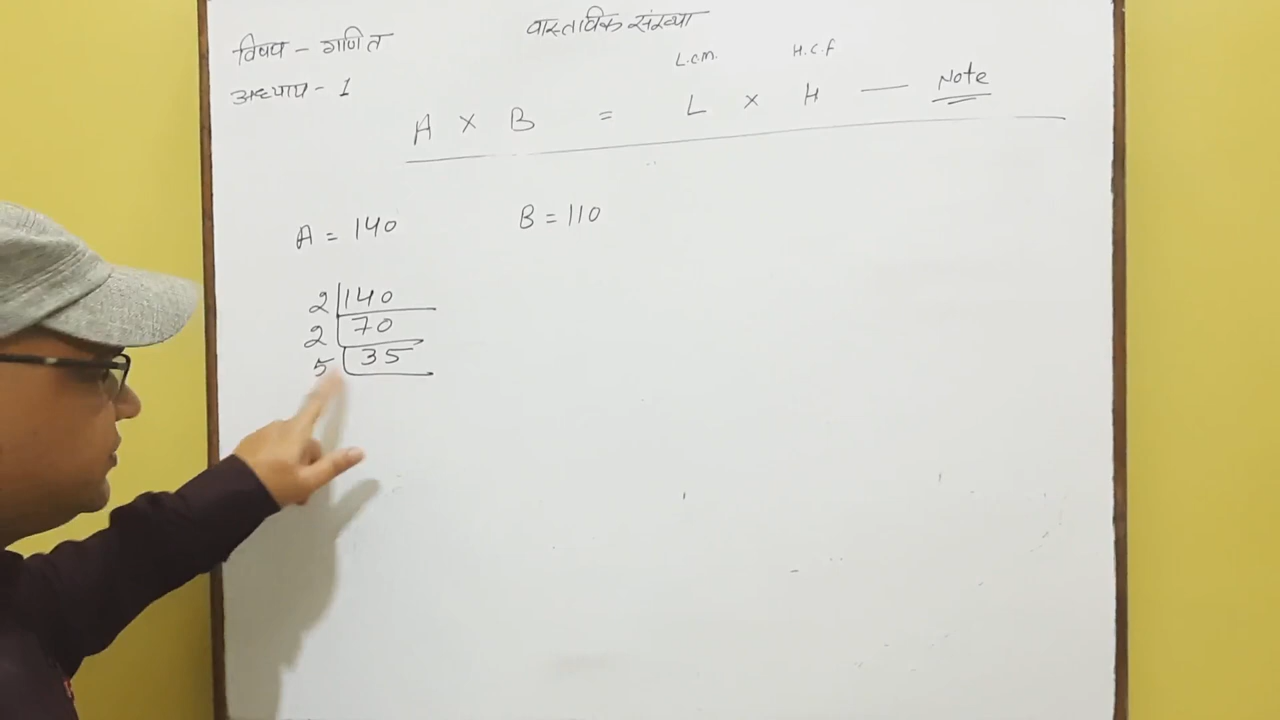 वास्तविक संख्या
विषय - गणित
अध्याय - 1
L.C.M. H.C.F
A × B = L × H — Note
A = 140 B = 110
2 | 140
2 | 70
5 | 35